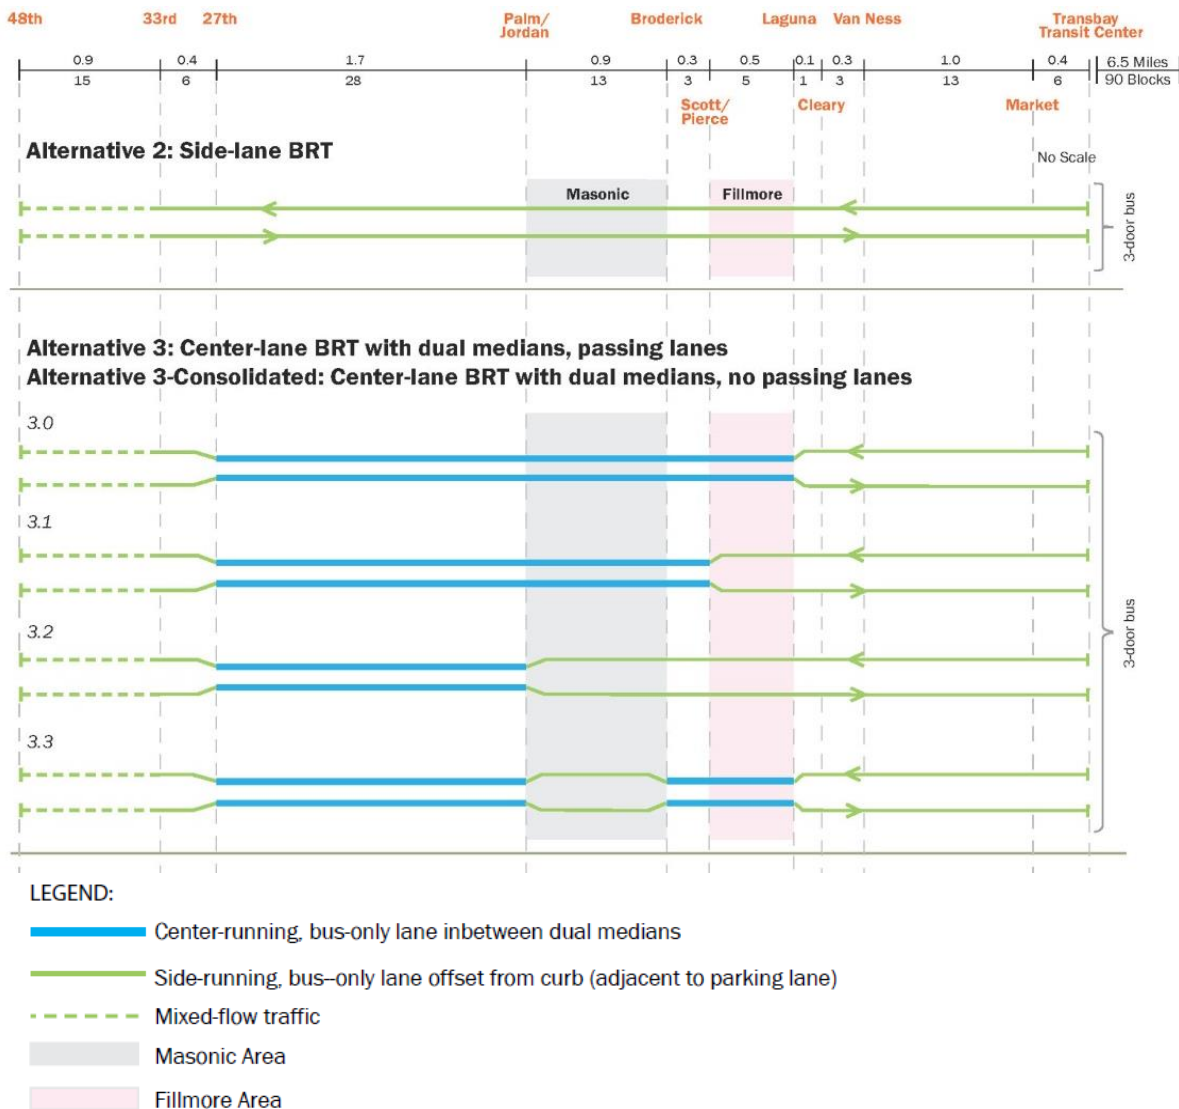 48th 33rd 27th Palm/ Broderick Laguna Van Ness Transbay
Jordan Transit Center
0.9 0.4 1.7 0.9 0.3 0.5 0.1 0.3 1.0 0.4 6.5 Miles
15 6 28 13 3 5 1 3 13 6 90 Blocks
Scott/ Cleary Market
Pierce
Alternative 2: Side-lane BRT
No Scale
Masonic Fillmore
3-door bus
Alternative 3: Center-lane BRT with dual medians, passing lanes
Alternative 3-Consolidated: Center-lane BRT with dual medians, no passing lanes
3.0
3.1
3.2
3-door bus
3.3
LEGEND:
Center-running, bus-only lane inbetween dual medians
Side-running, bus--only lane offset from curb (adjacent to parking lane)
Mixed-flow traffic
Masonic Area
Fillmore Area